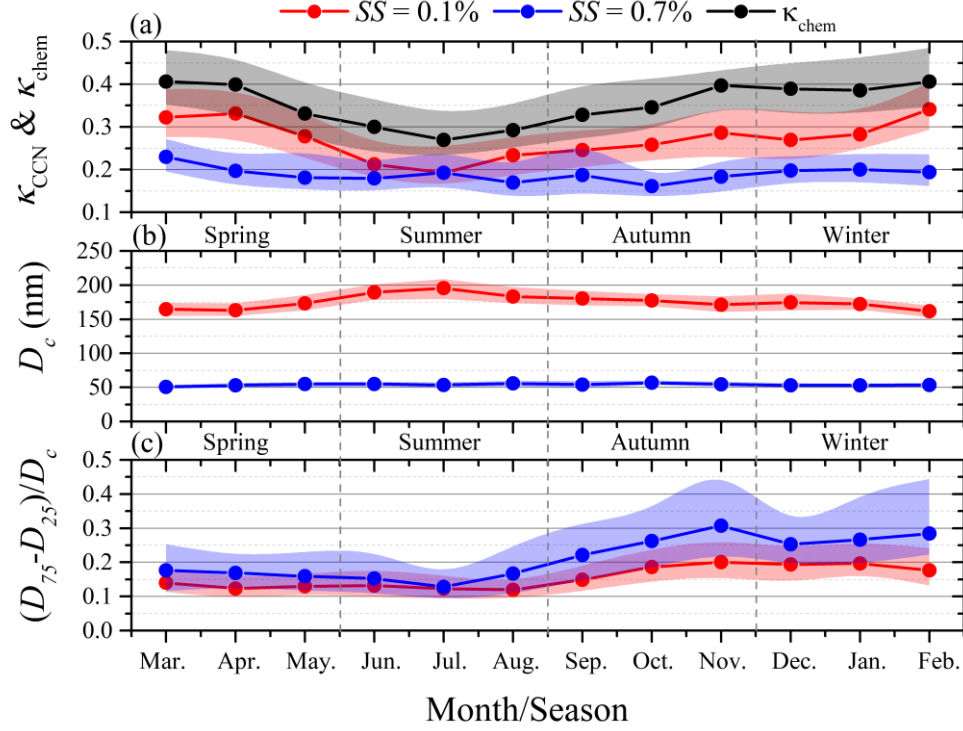 SS = 0.1% SS = 0.7% κchem
(a)
κCCN & κchem
0.5
0.4
0.3
0.2
0.1
(b) Spring Summer Autumn Winter
Dc (nm)
250
200
150
100
50
0
(c) Spring Summer Autumn Winter
(D75-D25)/Dc
0.5
0.4
0.3
0.2
0.1
0.0
Mar. Apr. May. Jun. Jul. Aug. Sep. Oct. Nov. Dec. Jan. Feb.
Month/Season